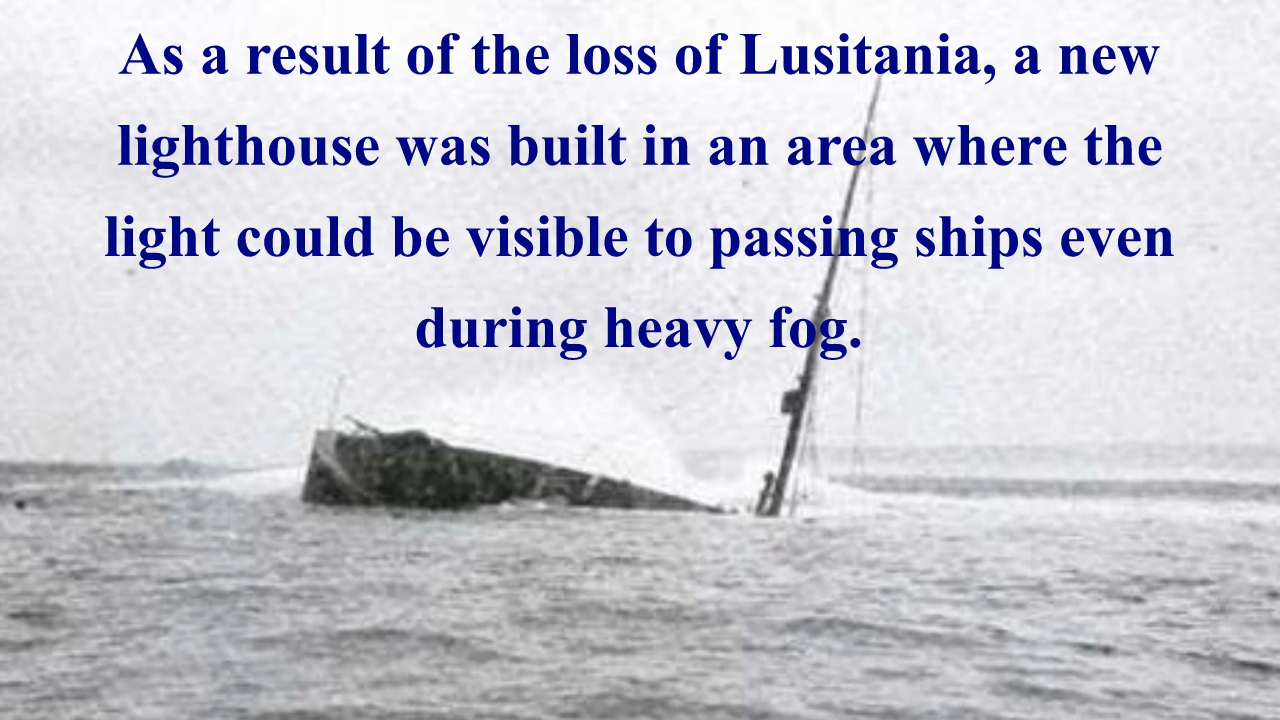 As a result of the loss of Lusitania, a new
lighthouse was built in an area where the
light could be visible to passing ships even
during heavy fog.